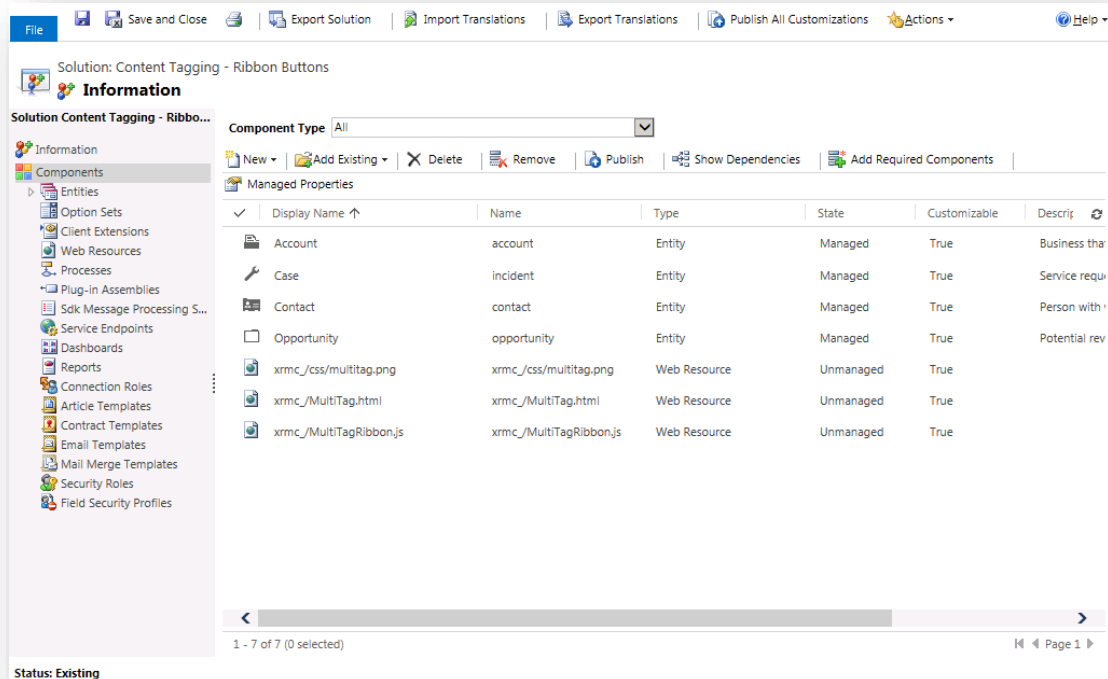 File Save and Close Export Solution Import Translations Export Translations Publish All Customizations Actions Help
Solution: Content Tagging - Ribbon Buttons
Information
Solution Content Tagging - Ribbo...
Information
Components
Entities
Option Sets
Client Extensions
Web Resources
Processes
Plug-in Assemblies
Sdk Message Processing S...
Service Endpoints
Dashboards
Reports
Connection Roles
Article Templates
Contract Templates
Email Templates
Mail Merge Templates
Security Roles
Field Security Profiles
Component Type All
New Add Existing Delete Remove Publish Show Dependencies Add Required Components
Managed Properties
Display Name Name Type State Customizable Descrip
Account account Entity Managed True Business tha
Case incident Entity Managed True Service requ
Contact contact Entity Managed True Person with
Opportunity opportunity Entity Managed True Potential rev
xrmc_/css/multitag.png xrmc_/css/multitag.png Web Resource Unmanaged True
xrmc_/MultiTag.html xrmc_/MultiTag.html Web Resource Unmanaged True
xrmc_/MultiTagRibbon.js xrmc_/MultiTagRibbon.js Web Resource Unmanaged True
1 - 7 of 7 (0 selected) Page 1
Status: Existing